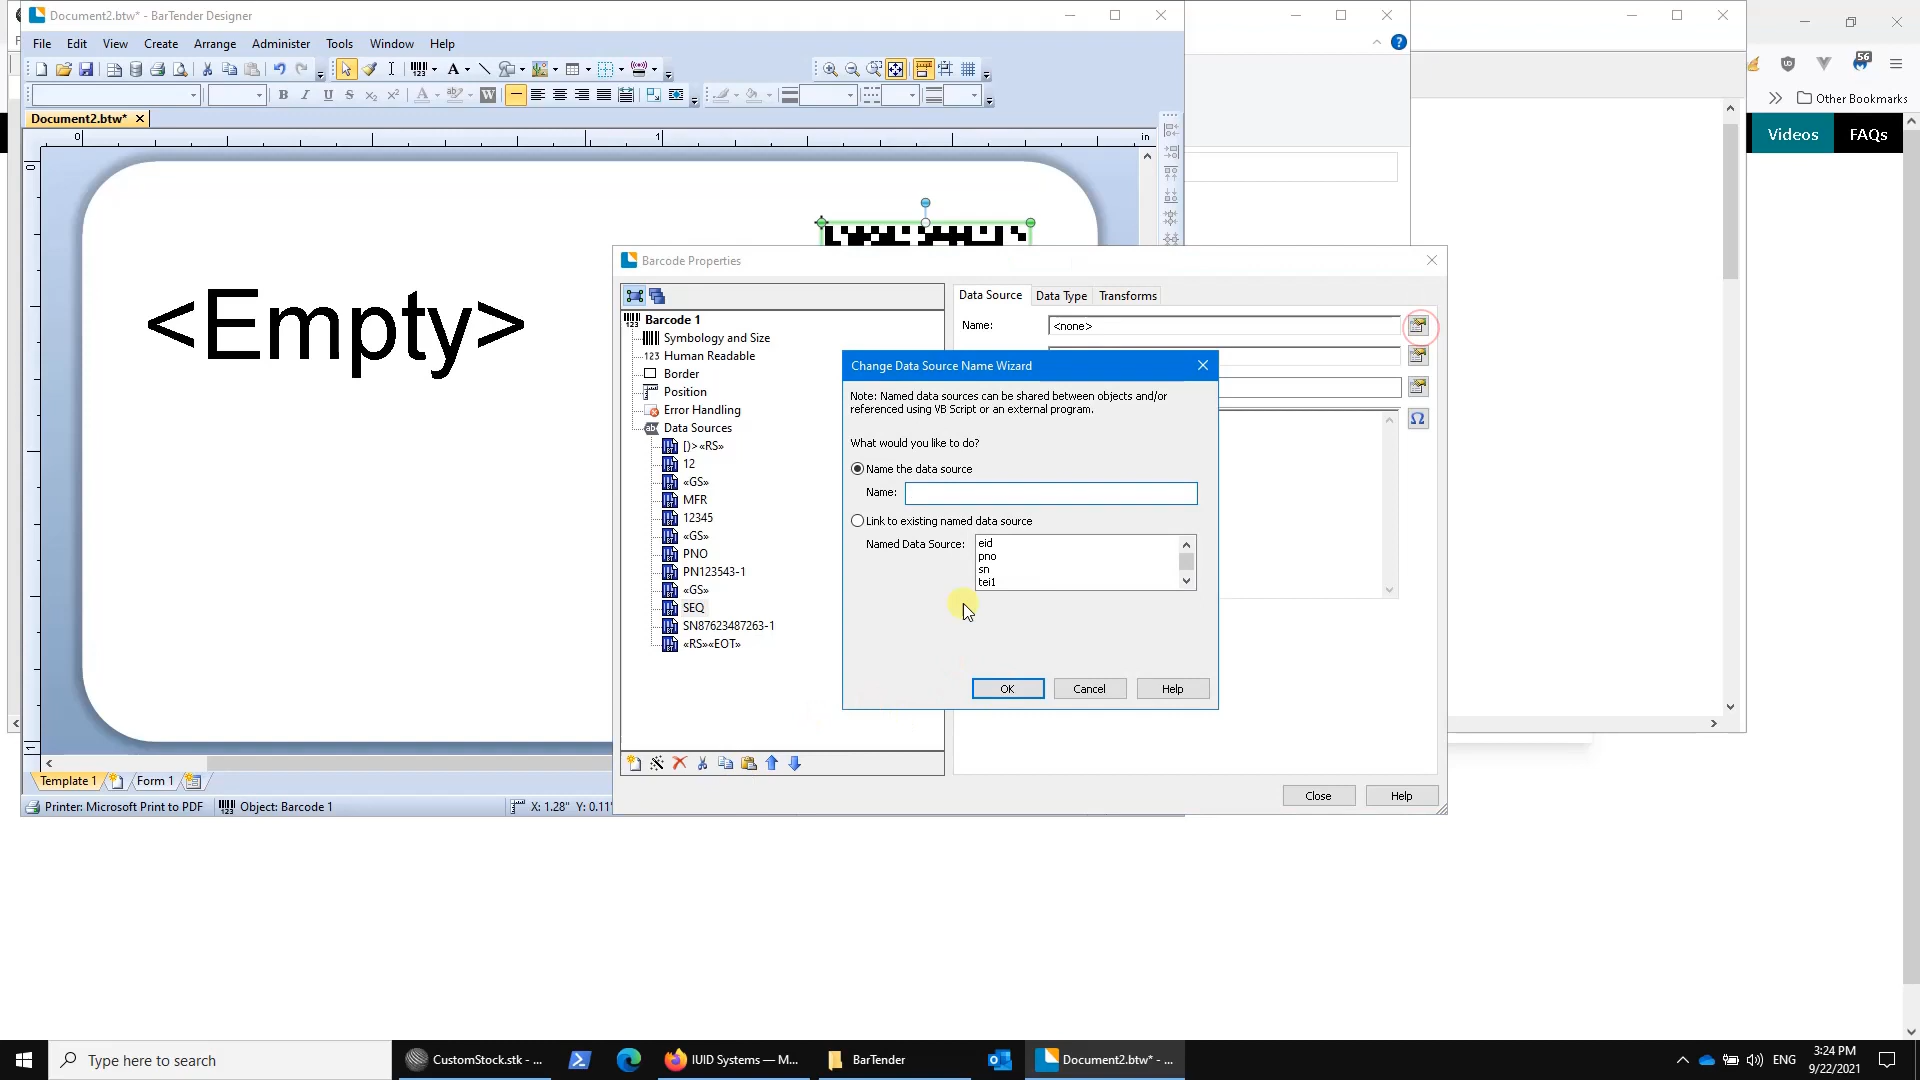 Document2.btw* - BarTender Designer
File Edit View Create Arrange Administer Tools Window Help
56
Other Bookmarks
Document2.btw*
Videos FAQs
0 1 in
0
<Empty>
Barcode Properties
Barcode 1
Symbology and Size
123 Human Readable
Border
Position
Error Handling
Data Sources
[)>«RS»
12
«GS»
MFR
12345
«GS»
PNO
PN123543-1
«GS»
SEQ
SN87623487263-1
«RS»«EOT»
Data Source Data Type Transforms
Name: <none>
Change Data Source Name Wizard
Note: Named data sources can be shared between objects and/or
referenced using VB Script or an external program.
What would you like to do?
Name the data source
Name:
Link to existing named data source
Named Data Source:
eid
pno
sn
tei1
OK Cancel Help
Close Help
1
Template 1 Form 1
Printer: Microsoft Print to PDF Object: Barcode 1 X: 1.28" Y: 0.11"
Type here to search
CustomStock.stk - ...
IUID Systems — M...
BarTender
Document2.btw* - ...
ENG
3:24 PM
9/22/2021